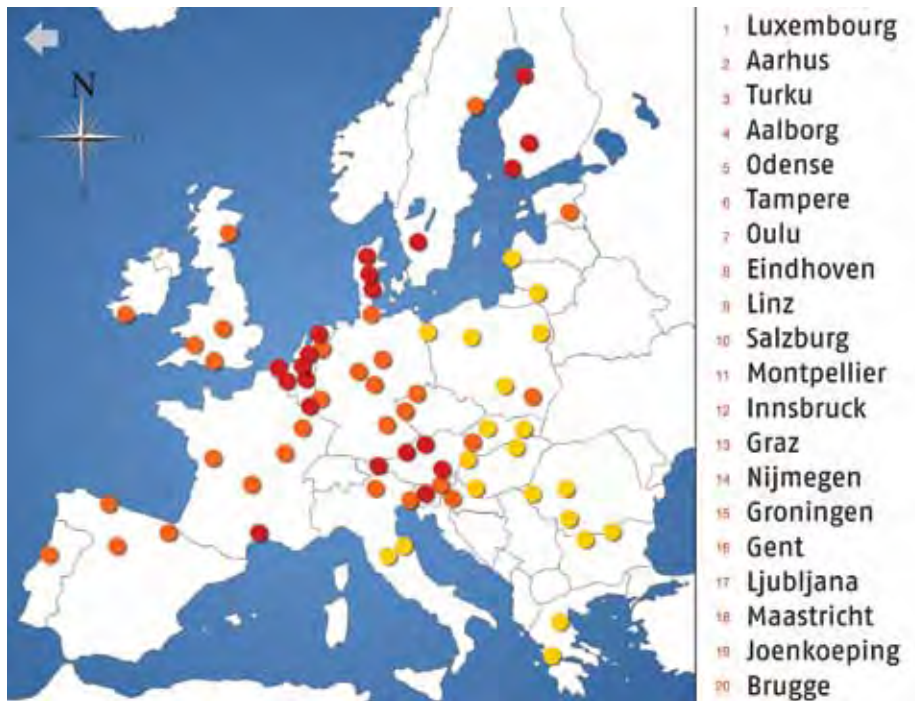 N
1 Luxembourg
2 Aarhus
3 Turku
4 Aalborg
5 Odense
6 Tampere
7 Oulu
8 Eindhoven
9 Linz
10 Salzburg
11 Montpellier
12 Innsbruck
13 Graz
14 Nijmegen
15 Groningen
16 Gent
17 Ljubljana
18 Maastricht
19 Joenkoeping
20 Brugge